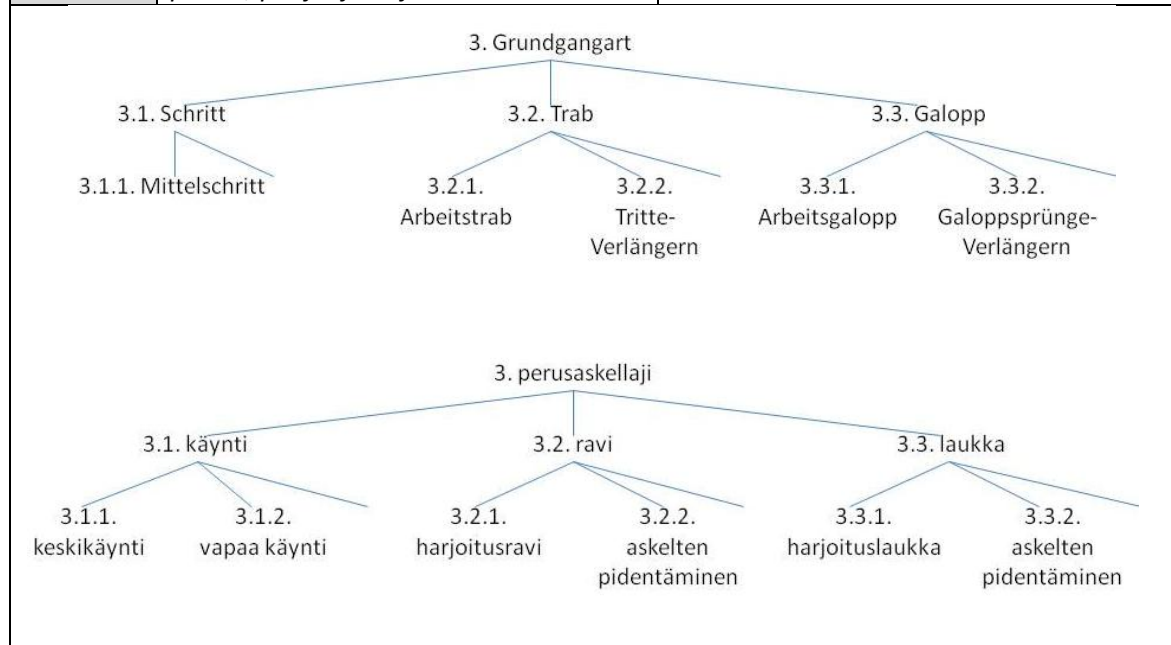 3. Grundgangart
3.1. Schritt
3.2. Trab
3.3. Galopp
3.1.1. Mittelschritt
3.2.1.
Arbeitstrab
3.2.2.
Tritte-
Verlängern
3.3.1.
Arbeitsgalopp
3.3.2.
Galoppsprünge-
Verlängern
3. perusaskellaji
3.1. käynti
3.2. ravi
3.3. laukka
3.1.1.
keskikäynti
3.1.2.
vapaa käynti
3.2.1.
harjoitusravi
3.2.2.
askelten
pidentäminen
3.3.1.
harjoituslaukka
3.3.2.
askelten
pidentäminen